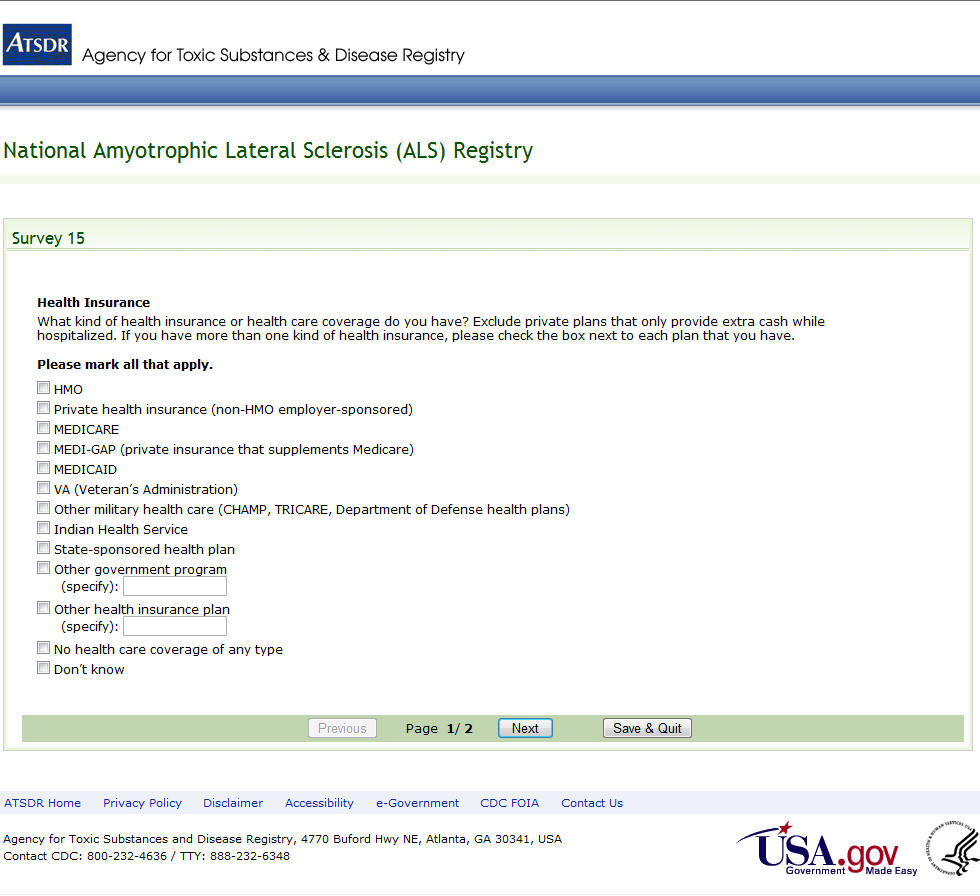 ATSDR
Agency for Toxic Substances & Disease Registry
National Amyotrophic Lateral Sclerosis (ALS) Registry
Survey 15
Health Insurance
What kind of health insurance or health care coverage do you have? Exclude private plans that only provide extra cash while
hospitalized. If you have more than one kind of health insurance, please check the box next to each plan that you have.
Please mark all that apply.
HMO
Private health insurance (non-HMO employer-sponsored)
MEDICARE
MEDI-GAP (private insurance that supplements Medicare)
MEDICAID
VA (Veteran’s Administration)
Other military health care (CHAMP, TRICARE, Department of Defense health plans)
Indian Health Service
State-sponsored health plan
Other government program
(specify):
Other health insurance plan
(specify):
No health care coverage of any type
Don’t know
Previous Page 1/ 2 Next Save & Quit
ATSDR Home Privacy Policy Disclaimer Accessibility e-Government CDC FOIA Contact Us
Agency for Toxic Substances and Disease Registry, 4770 Buford Hwy NE, Atlanta, GA 30341, USA
Contact CDC: 800-232-4636 / TTY: 888-232-6348
USA.gov
Government Made Easy